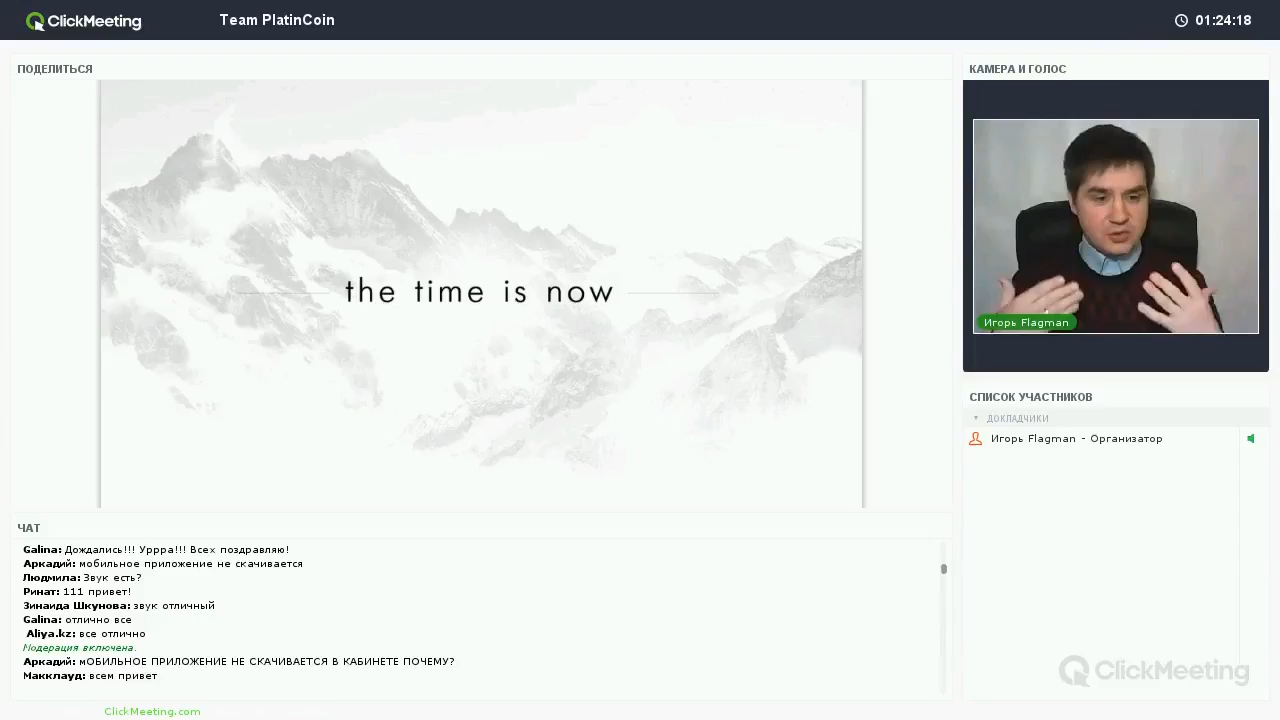 ClickMeeting
Team PlatinCoin
01:24:18
ПОДЕЛИТЬСЯ
the time is now
КАМЕРА И ГОЛОС
Игорь Flagman
СПИСОК УЧАСТНИКОВ
ДОКЛАДЧИКИ
Игорь Flagman - Организатор
ЧАТ
Galina: Дождались!!! Уррра!!! Всех поздравляю!
Аркадий: мобильное приложение не скачивается
Людмила: Звук есть?
Ринат: 111 привет!
Зинаида Шкунова: звук отличный
Galina: отлично все
Aliya.kz: все отлично
Модерация включена.
Аркадий: мОБИЛЬНОЕ ПРИЛОЖЕНИЕ НЕ СКАЧИВАЕТСЯ В КАБИНЕТЕ ПОЧЕМУ?
Макклауд: всем привет
ClickMeeting
ClickMeeting.com